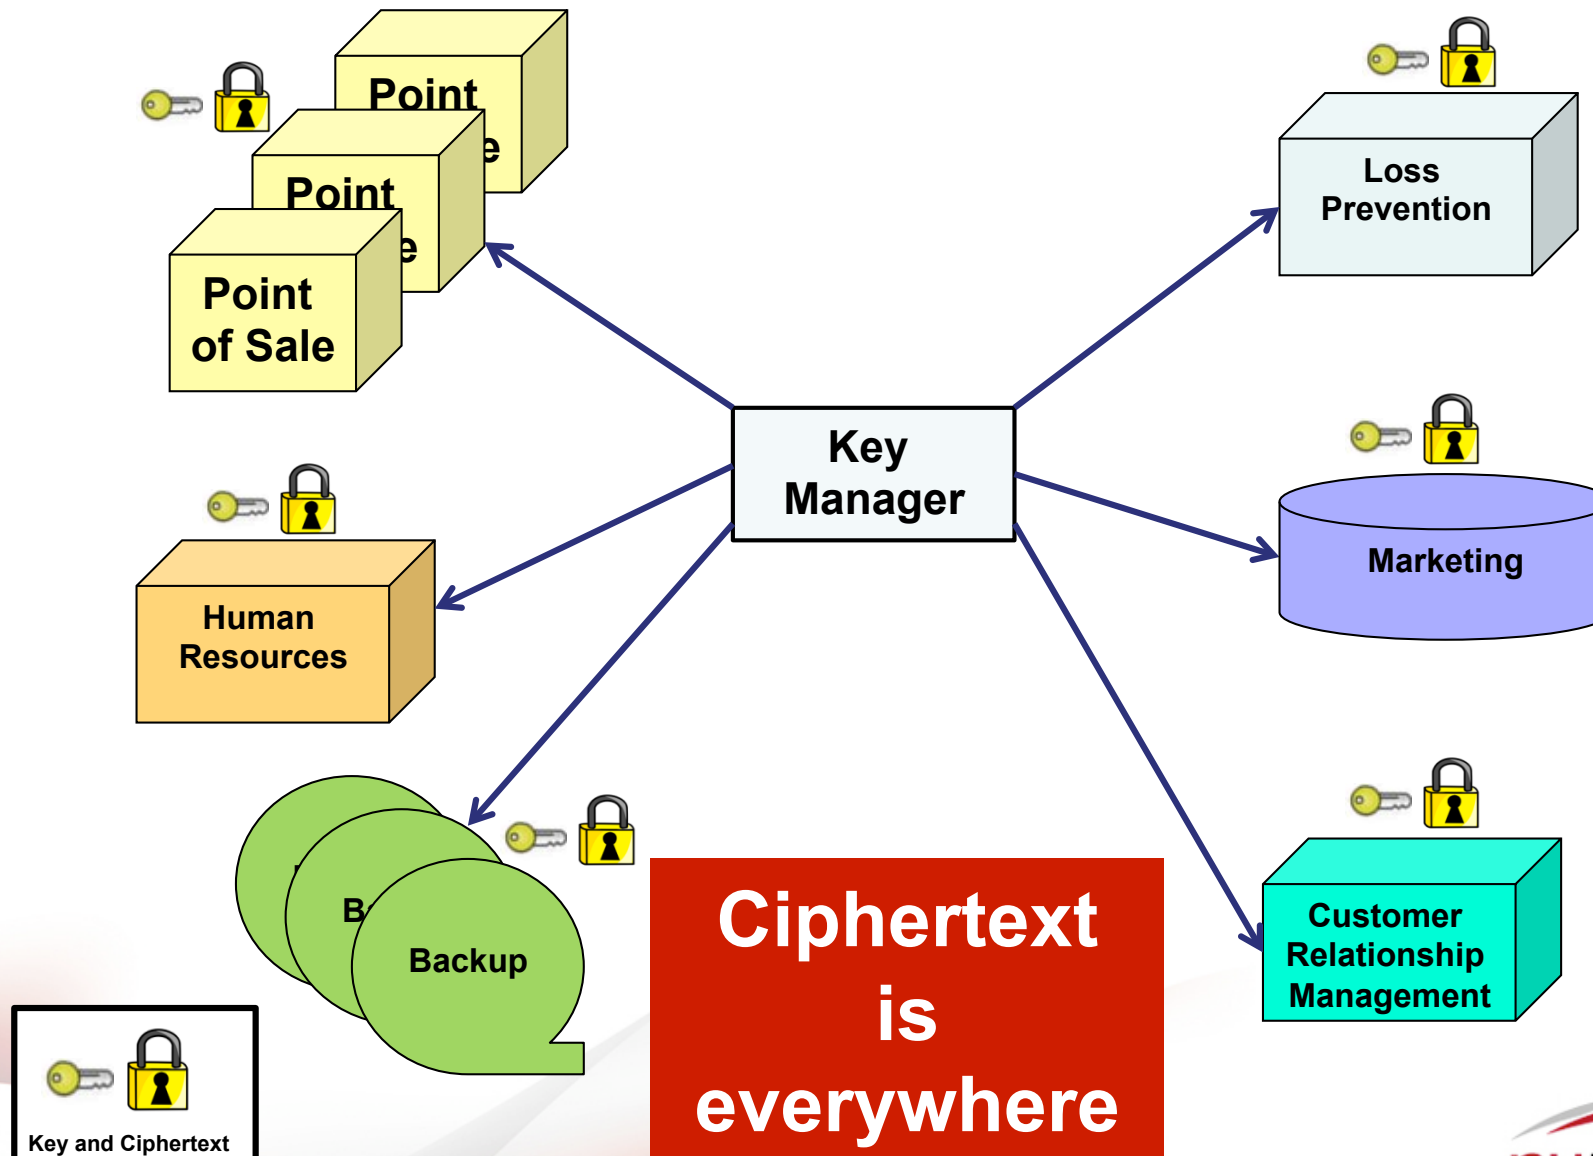 Point
e
Point
e
Point
of Sale
Loss
Prevention
Key
Manager
Marketing
Human
Resources
Backup
Customer
Relationship
Management
Ciphertext
is
everywhere
Key and Ciphertext